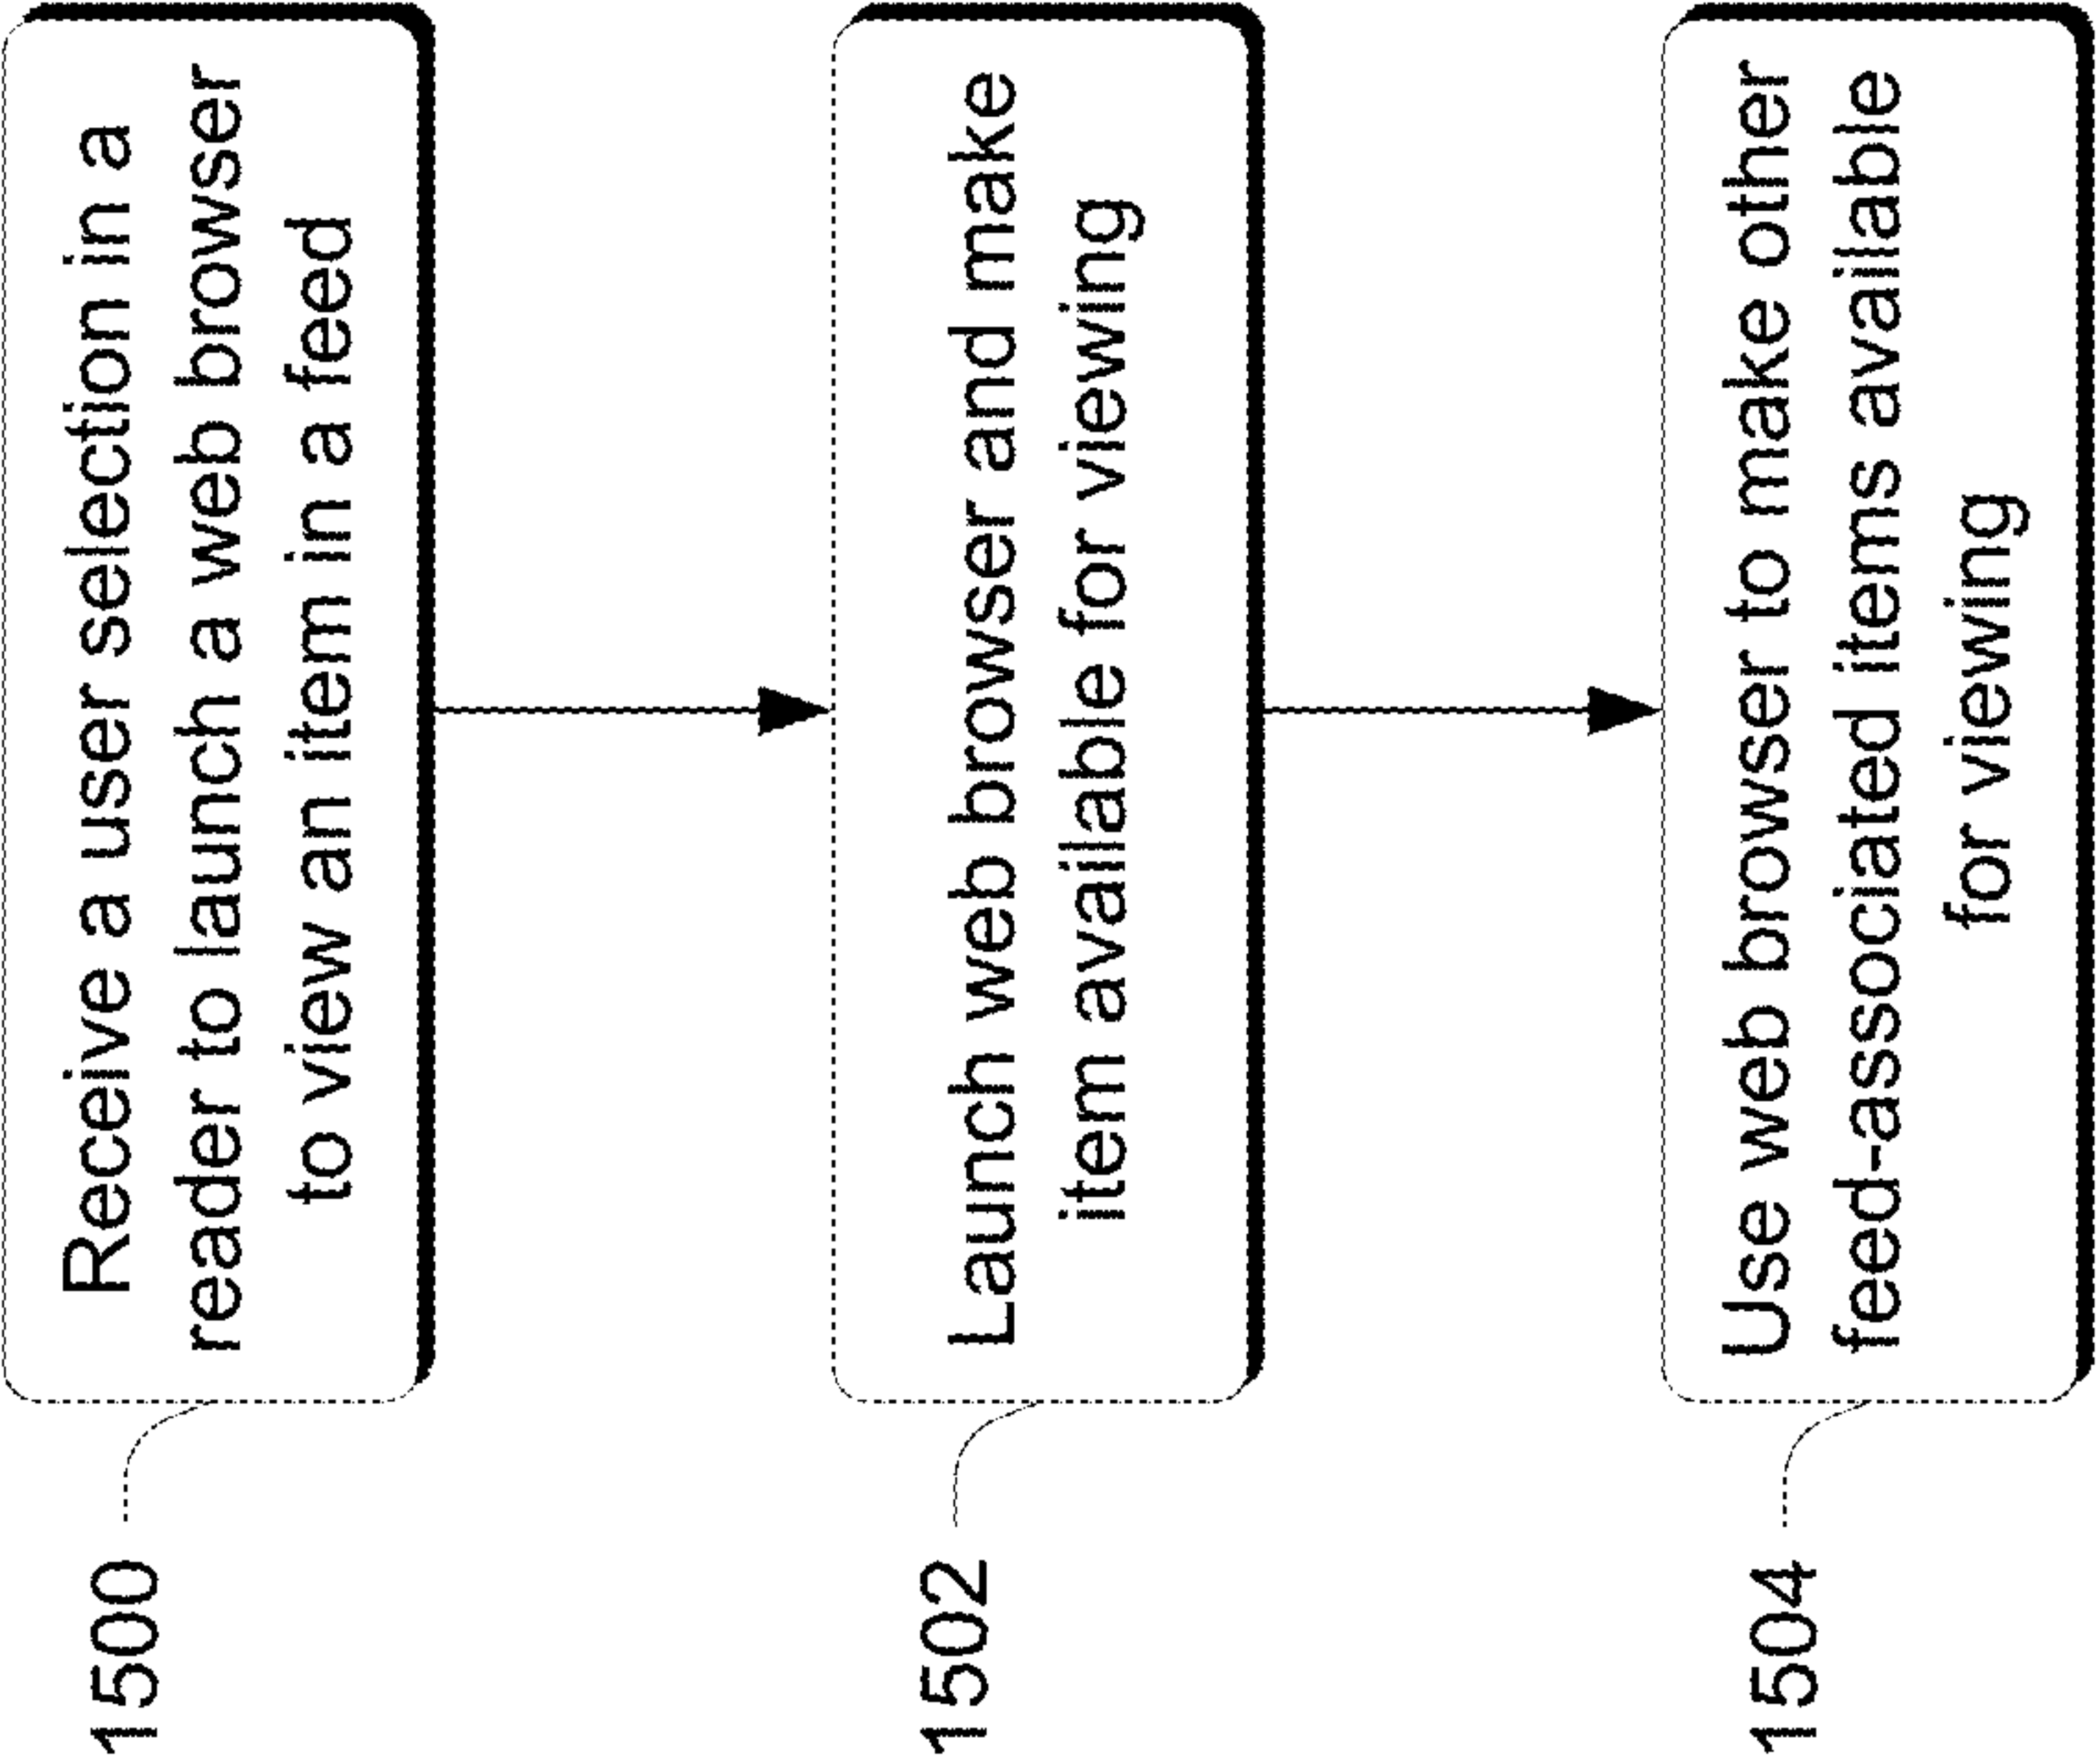 1500
Receive a user selection in a
reader to launch a web browser
to view an item in a feed
1502
Launch web browser and make
item available for viewing
1504
Use web browser to make other
feed-associated items available
for viewing